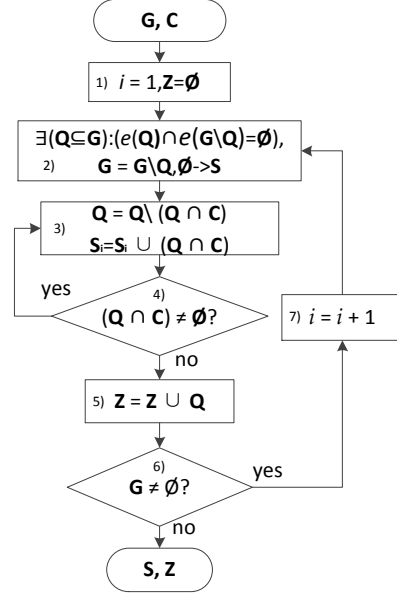 G, C
1) i = 1,Z=Ø
∃(Q⊆G):(e(Q)∩e(G\Q)=Ø),
2) G = G\Q,Ø->S
3) Q = Q\ (Q ∩ C)
Sᵢ=Sᵢ ∪ (Q ∩ C)
yes
4)
(Q ∩ C) ≠ Ø?
7) i = i + 1
no
5) Z = Z ∪ Q
6)
G ≠ Ø?
yes
no
S, Z